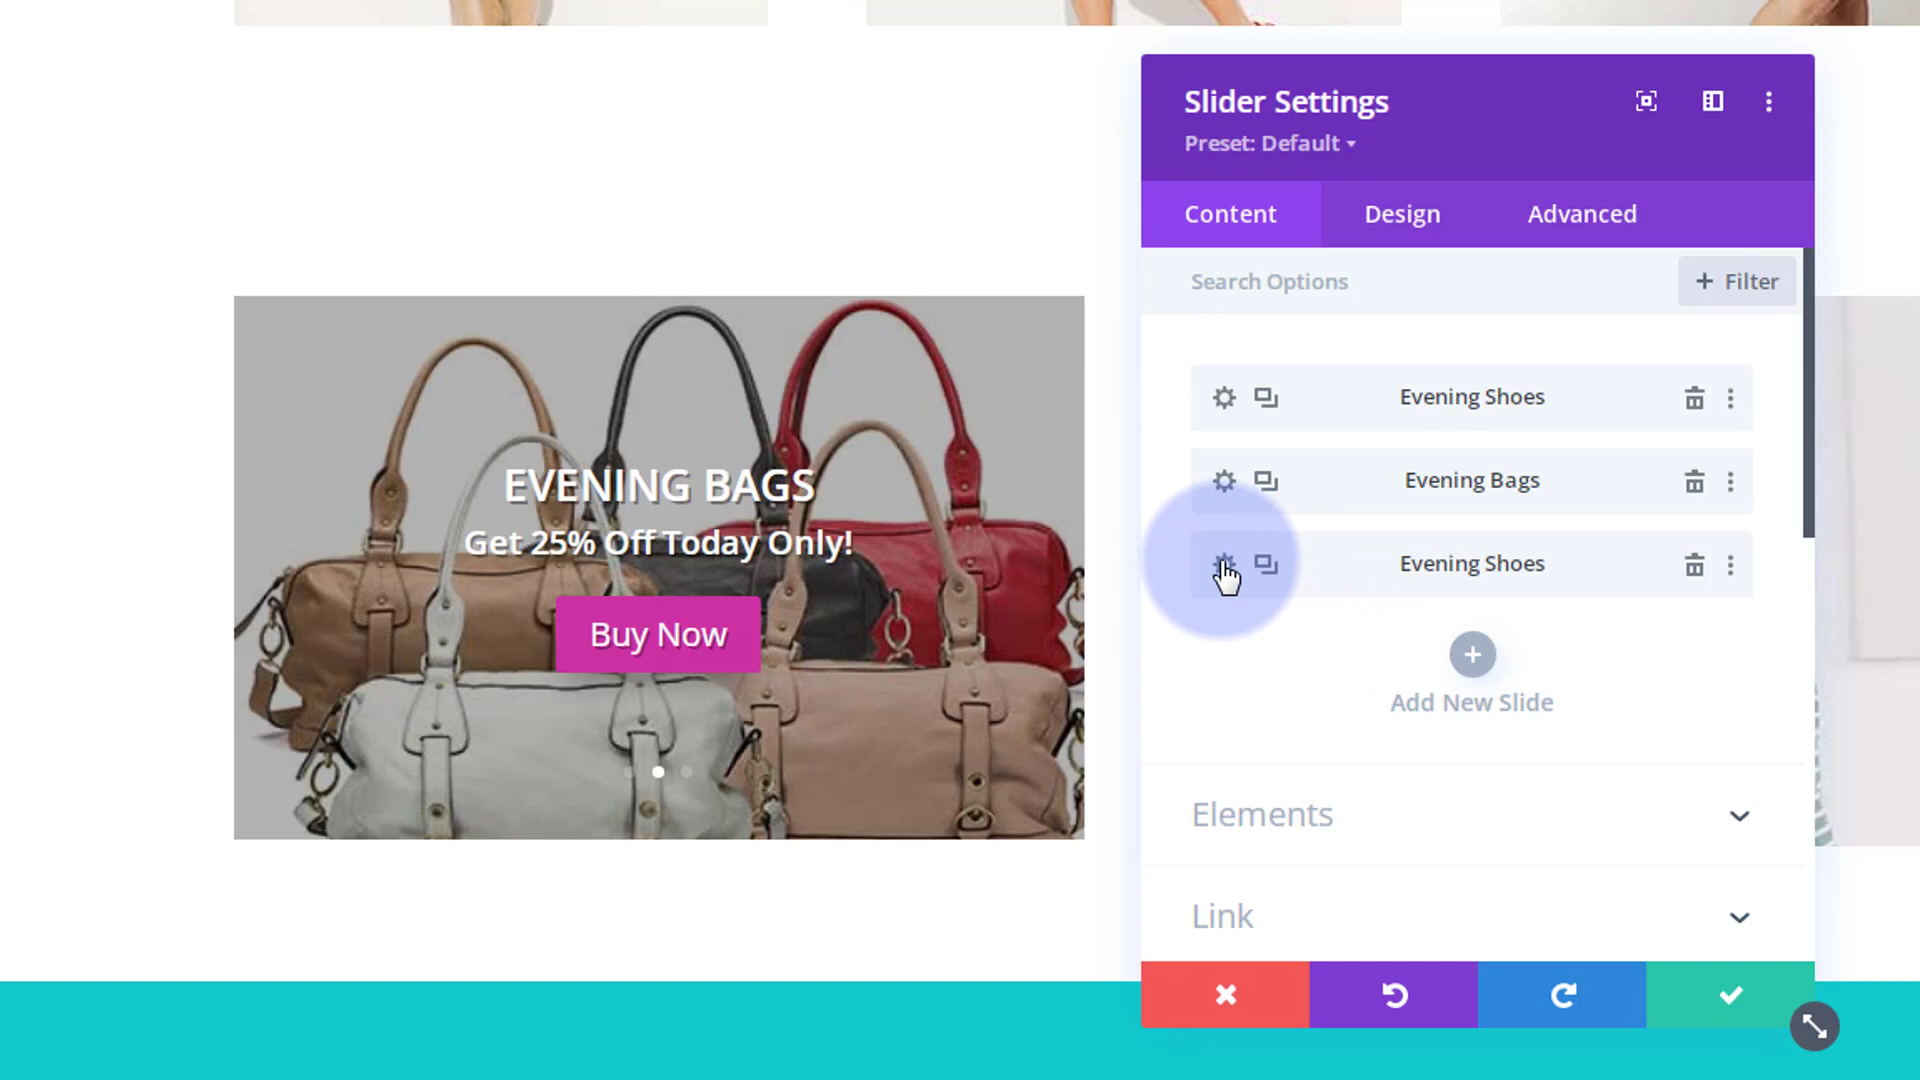 Slider Settings
Preset: Default
Content Design Advanced
Search Options
+ Filter
Evening Shoes
Evening Bags
Evening Shoes
Add New Slide
Elements
Link
EVENING BAGS
Get 25% Off Today Only!
Buy Now